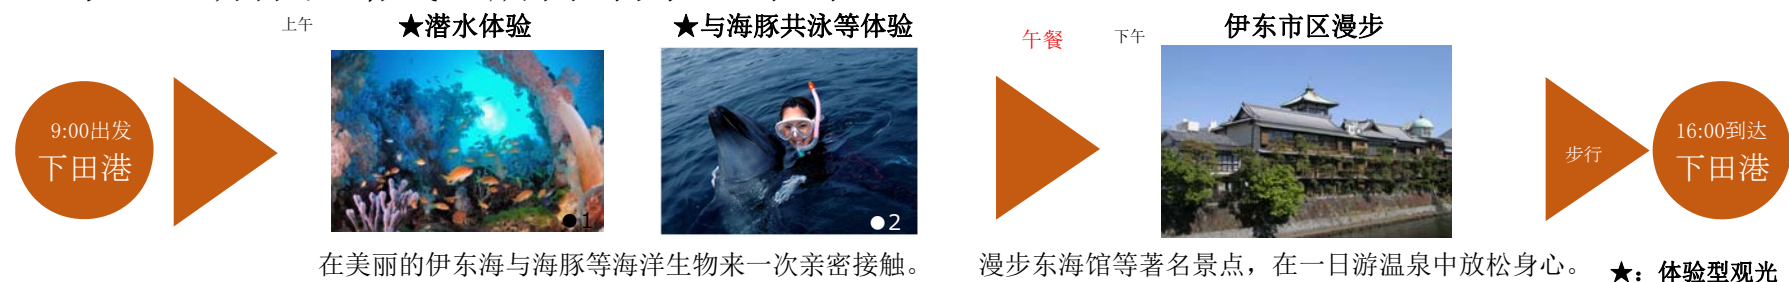 上午
★潜水体验
★与海豚共泳等体验
午餐
下午
伊东市区漫步
9:00出发
下田港
●1
●2
步行
16:00到达
下田港
在美丽的伊东海与海豚等海洋生物来一次亲密接触。
漫步东海馆等著名景点，在一日游温泉中放松身心。
★：体验型观光